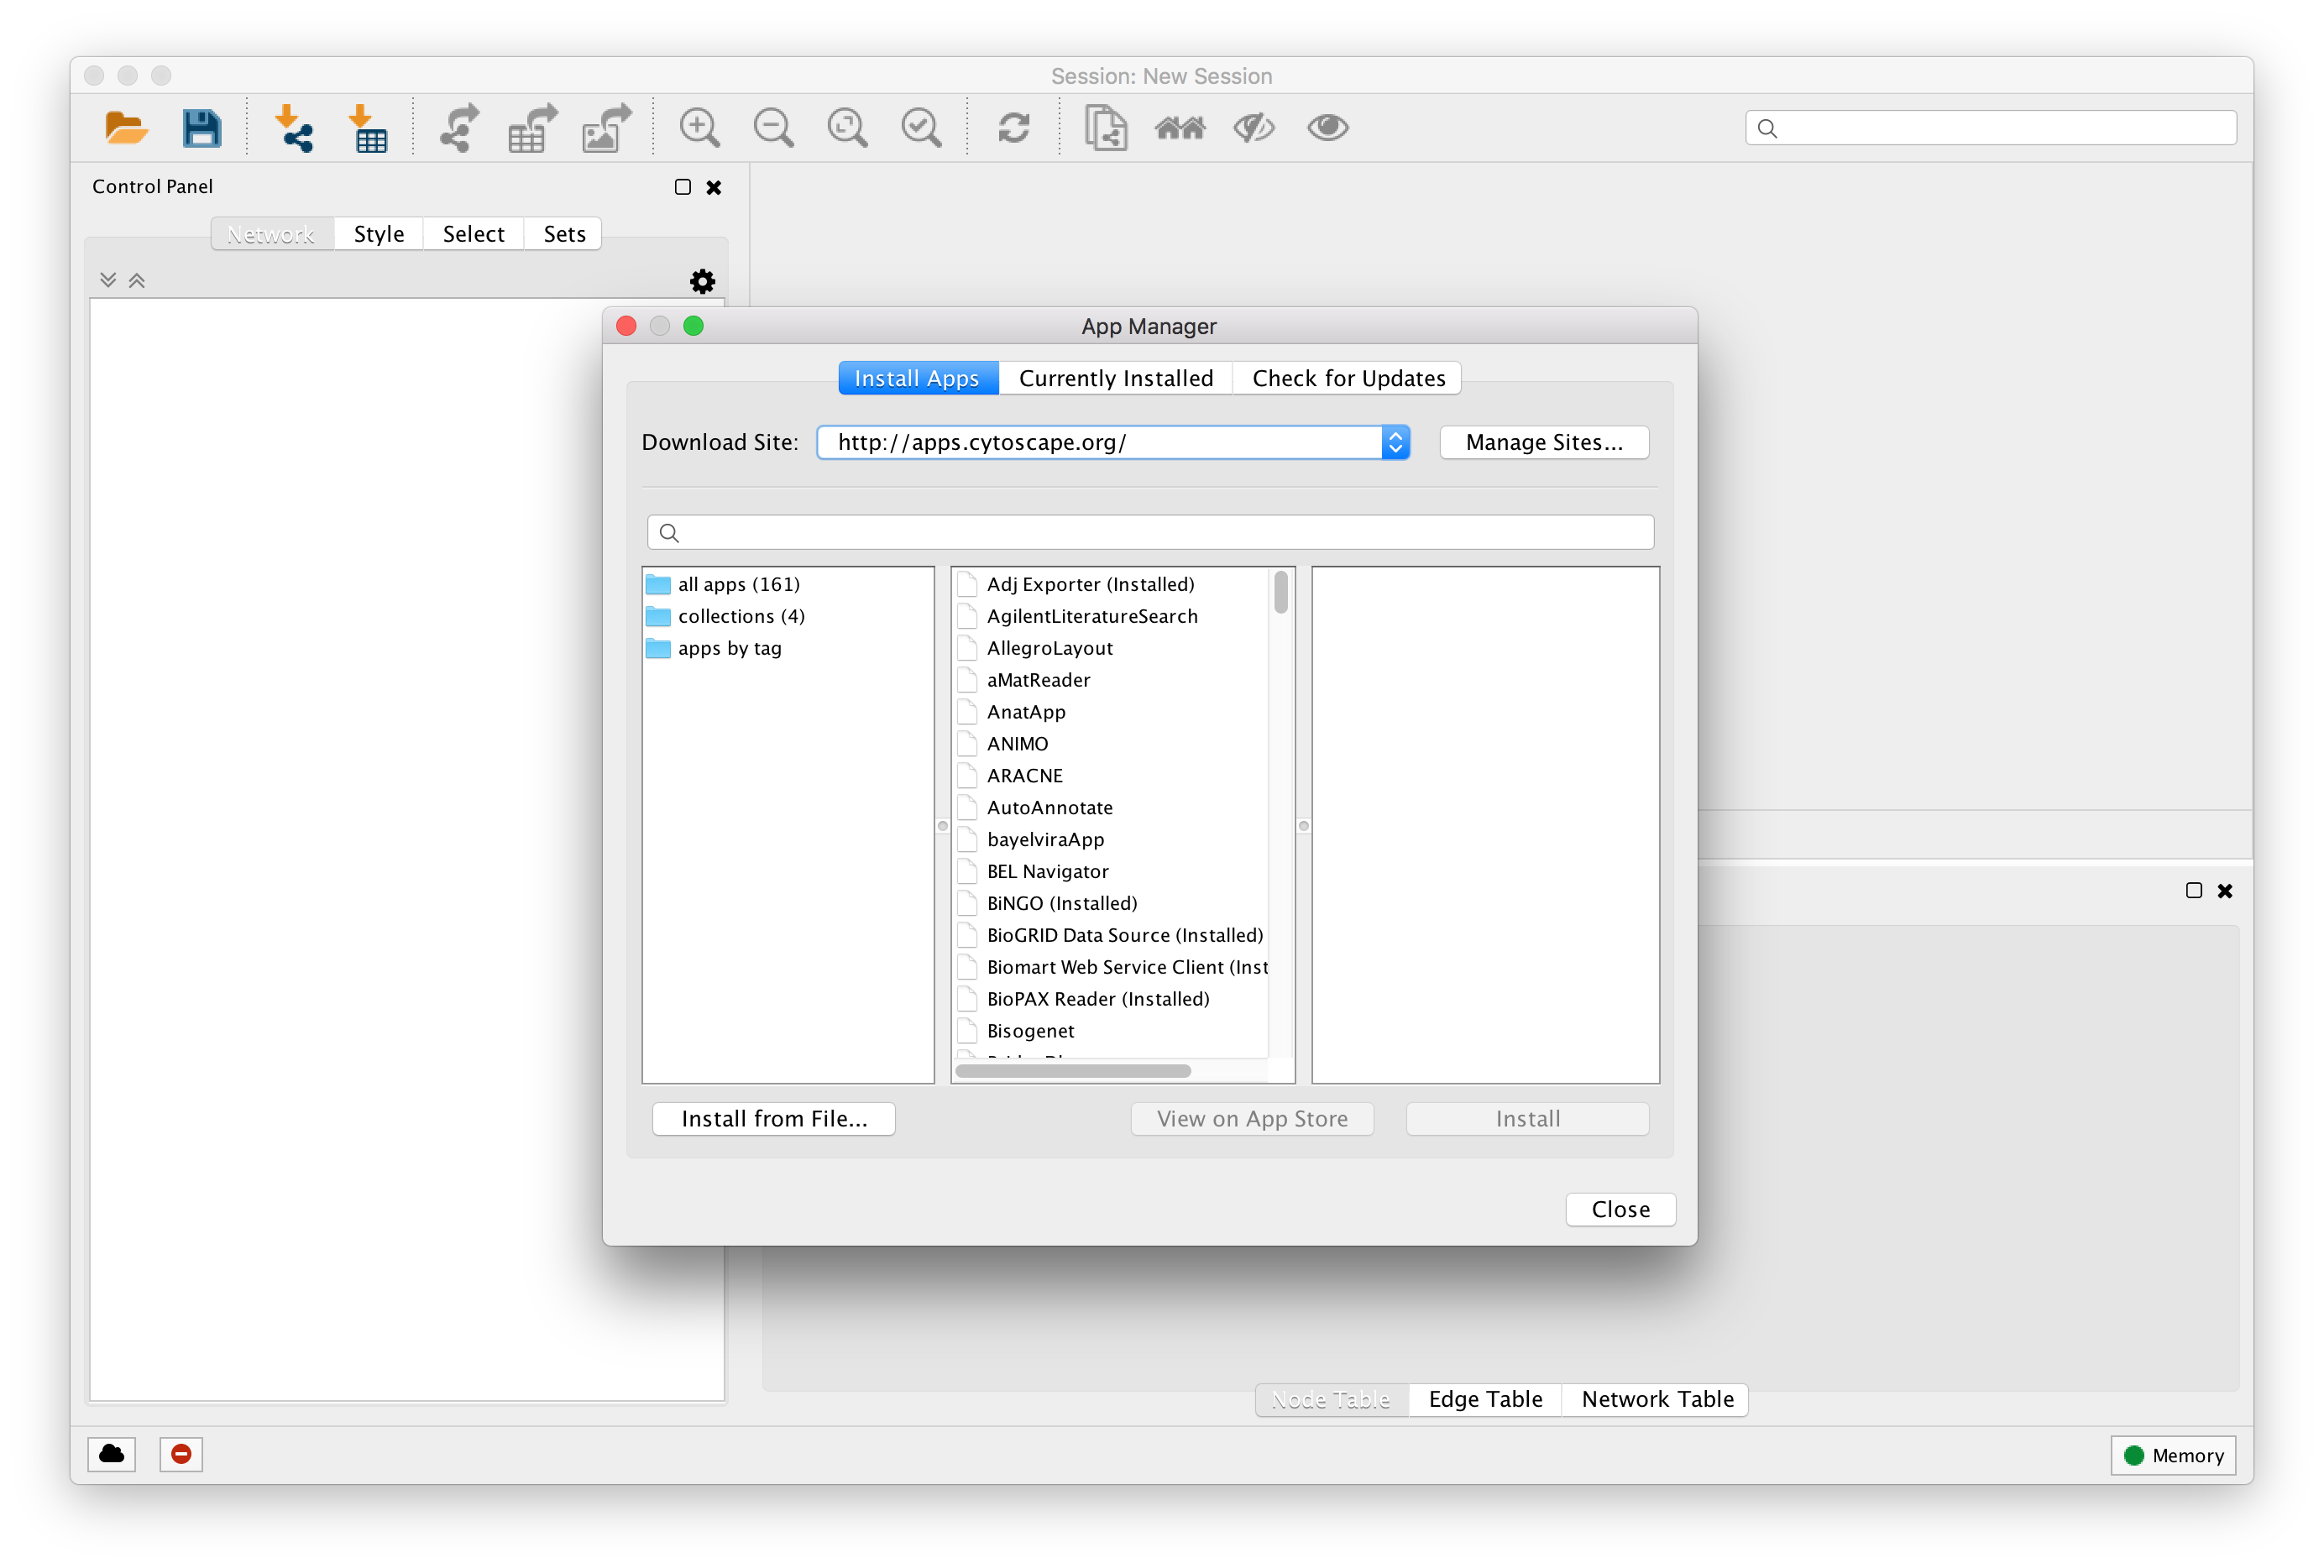 Session: New Session
Control Panel
Network Style Select Sets
App Manager
Install Apps Currently Installed Check for Updates
Download Site: http://apps.cytoscape.org/ Manage Sites...
all apps (161)
collections (4)
apps by tag
Adj Exporter (Installed)
AgilentLiteratureSearch
AllegroLayout
aMatReader
AnatApp
ANIMO
ARACNE
AutoAnnotate
bayelviraApp
BEL Navigator
BiNGO (Installed)
BioGRID Data Source (Installed)
Biomart Web Service Client (Inst
BioPAX Reader (Installed)
Bisogenet
Install from File... View on App Store Install
Close
Node Table Edge Table Network Table
Memory